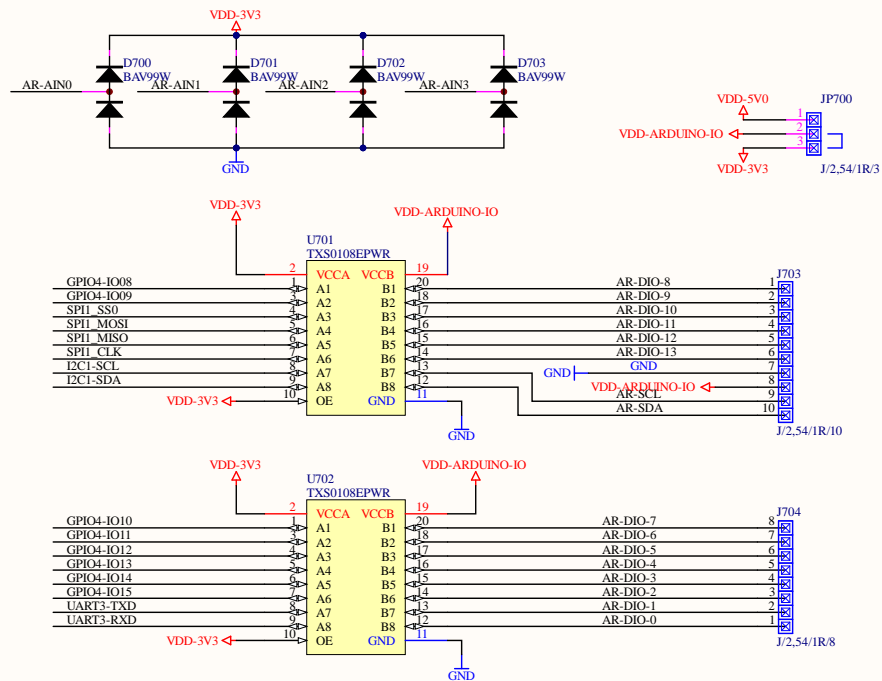 VDD-3V3
D700
BAV99W
D701
BAV99W
D702
BAV99W
D703
BAV99W
AR-AIN0
AR-AIN1
AR-AIN2
AR-AIN3
GND
JP700
VDD-5V0
1
VDD-ARDUINO-IO
2
3
VDD-3V3
J/2,54/1R/3
VDD-3V3
VDD-ARDUINO-IO
U701
TXS0108EPWR
2 VCCA VCCB 19
GPIO4-IO08 1 A1 B1 20 AR-DIO-8 1
GPIO4-IO09 3 A2 B2 18 AR-DIO-9 2
SPI1_SS0 4 A3 B3 17 AR-DIO-10 3
SPI1_MOSI 5 A4 B4 16 AR-DIO-11 4
SPI1_MISO 6 A5 B5 15 AR-DIO-12 5
SPI1_CLK 7 A6 B6 14 AR-DIO-13 6
I2C1-SCL 8 A7 B7 13 GND GND 7
I2C1-SDA 9 A8 B8 12 VDD-ARDUINO-IO 8
VDD-3V3 10 OE GND 11 AR-SCL 9
AR-SDA 10
J703
J/2,54/1R/10
GND
VDD-3V3
VDD-ARDUINO-IO
U702
TXS0108EPWR
2 VCCA VCCB 19
J704
GPIO4-IO10 1 A1 B1 20 AR-DIO-7 8
GPIO4-IO11 3 A2 B2 18 AR-DIO-6 7
GPIO4-IO12 4 A3 B3 17 AR-DIO-5 6
GPIO4-IO13 5 A4 B4 16 AR-DIO-4 5
GPIO4-IO14 6 A5 B5 15 AR-DIO-3 4
GPIO4-IO15 7 A6 B6 14 AR-DIO-2 3
UART3-TXD 8 A7 B7 13 AR-DIO-1 2
UART3-RXD 9 A8 B8 12 AR-DIO-0 1
VDD-3V3 10 OE GND 11
J/2,54/1R/8
GND